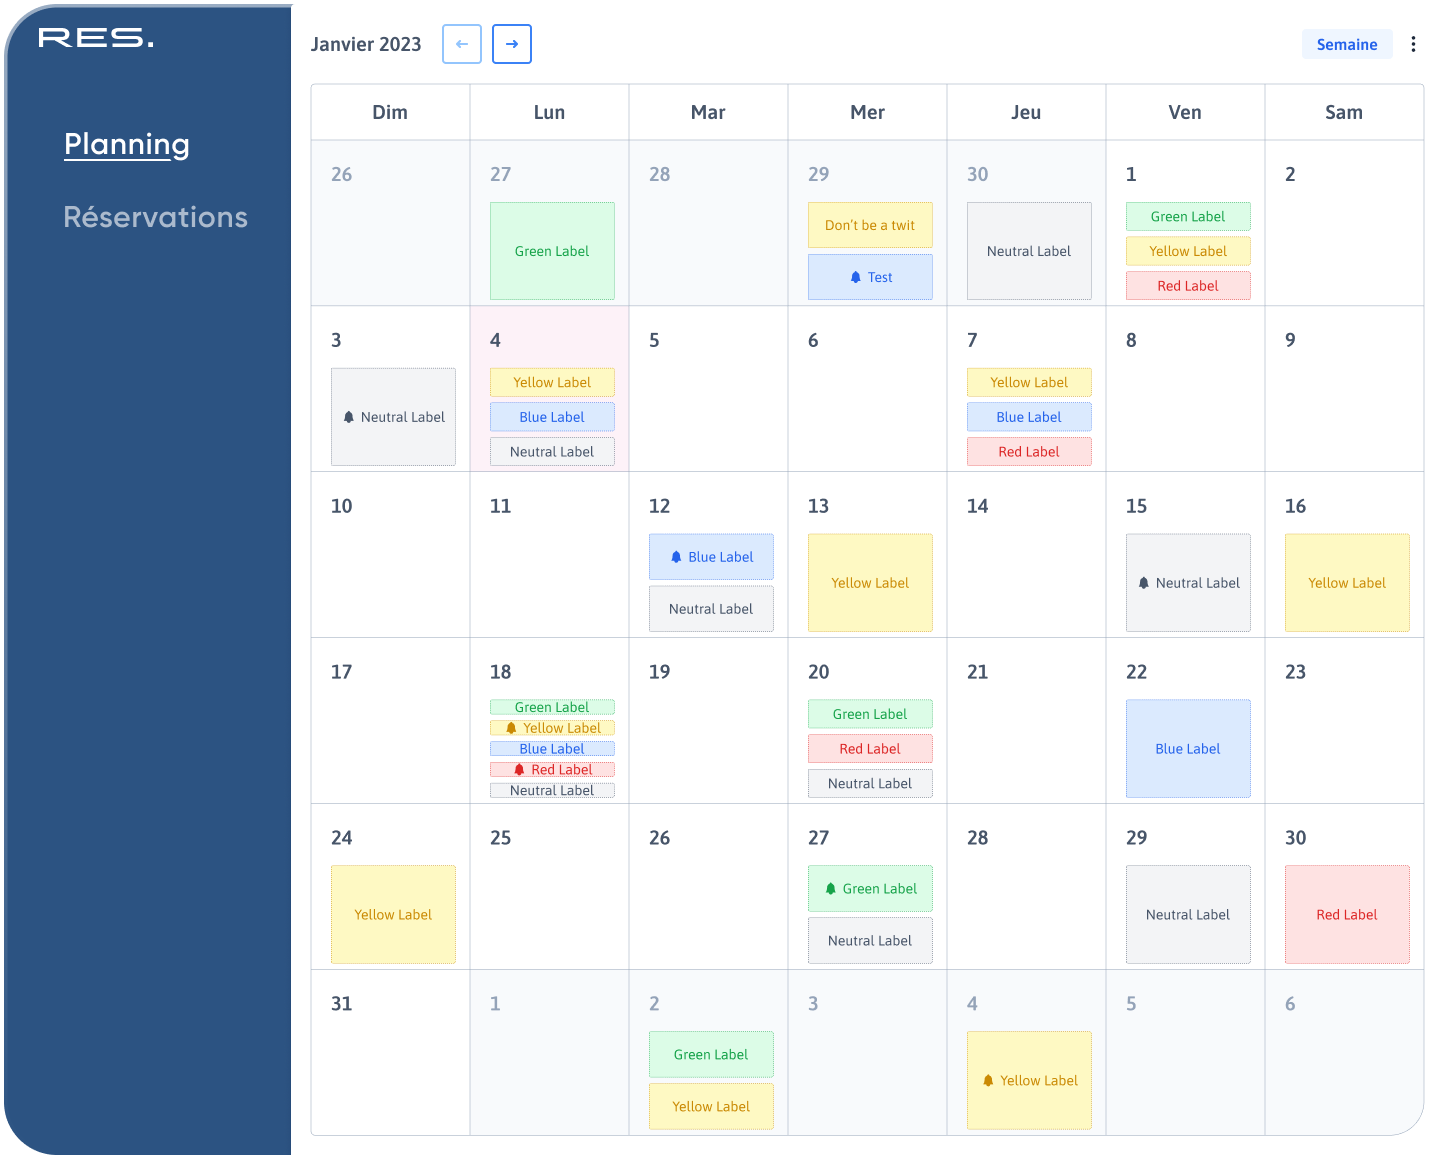 RES.
Planning
Réservations
Janvier 2023
Semaine
Dim Lun Mar Mer Jeu Ven Sam
26 27 28 29 30 1 2
Green Label
Don't be a twit
Test
Neutral Label
Green Label
Yellow Label
Red Label
3 4 5 6 7 8 9
Neutral Label
Yellow Label
Blue Label
Neutral Label
Yellow Label
Blue Label
Red Label
10 11 12 13 14 15 16
Blue Label
Neutral Label
Yellow Label
Neutral Label
Yellow Label
17 18 19 20 21 22 23
Green Label
Yellow Label
Blue Label
Red Label
Neutral Label
Green Label
Red Label
Neutral Label
Blue Label
24 25 26 27 28 29 30
Yellow Label
Green Label
Neutral Label
Neutral Label
Red Label
31 1 2 3 4 5 6
Green Label
Yellow Label
Yellow Label